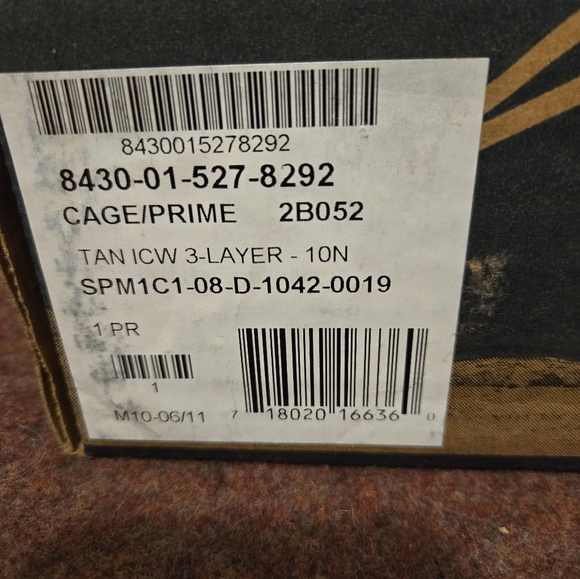 8430015278292
8430-01-527-8292
CAGE/PRIME 2B052
TAN ICW 3-LAYER - 10N
SPM1C1-08-D-1042-0019
1 PR
1
M10-06/11
7 18020 16636 0